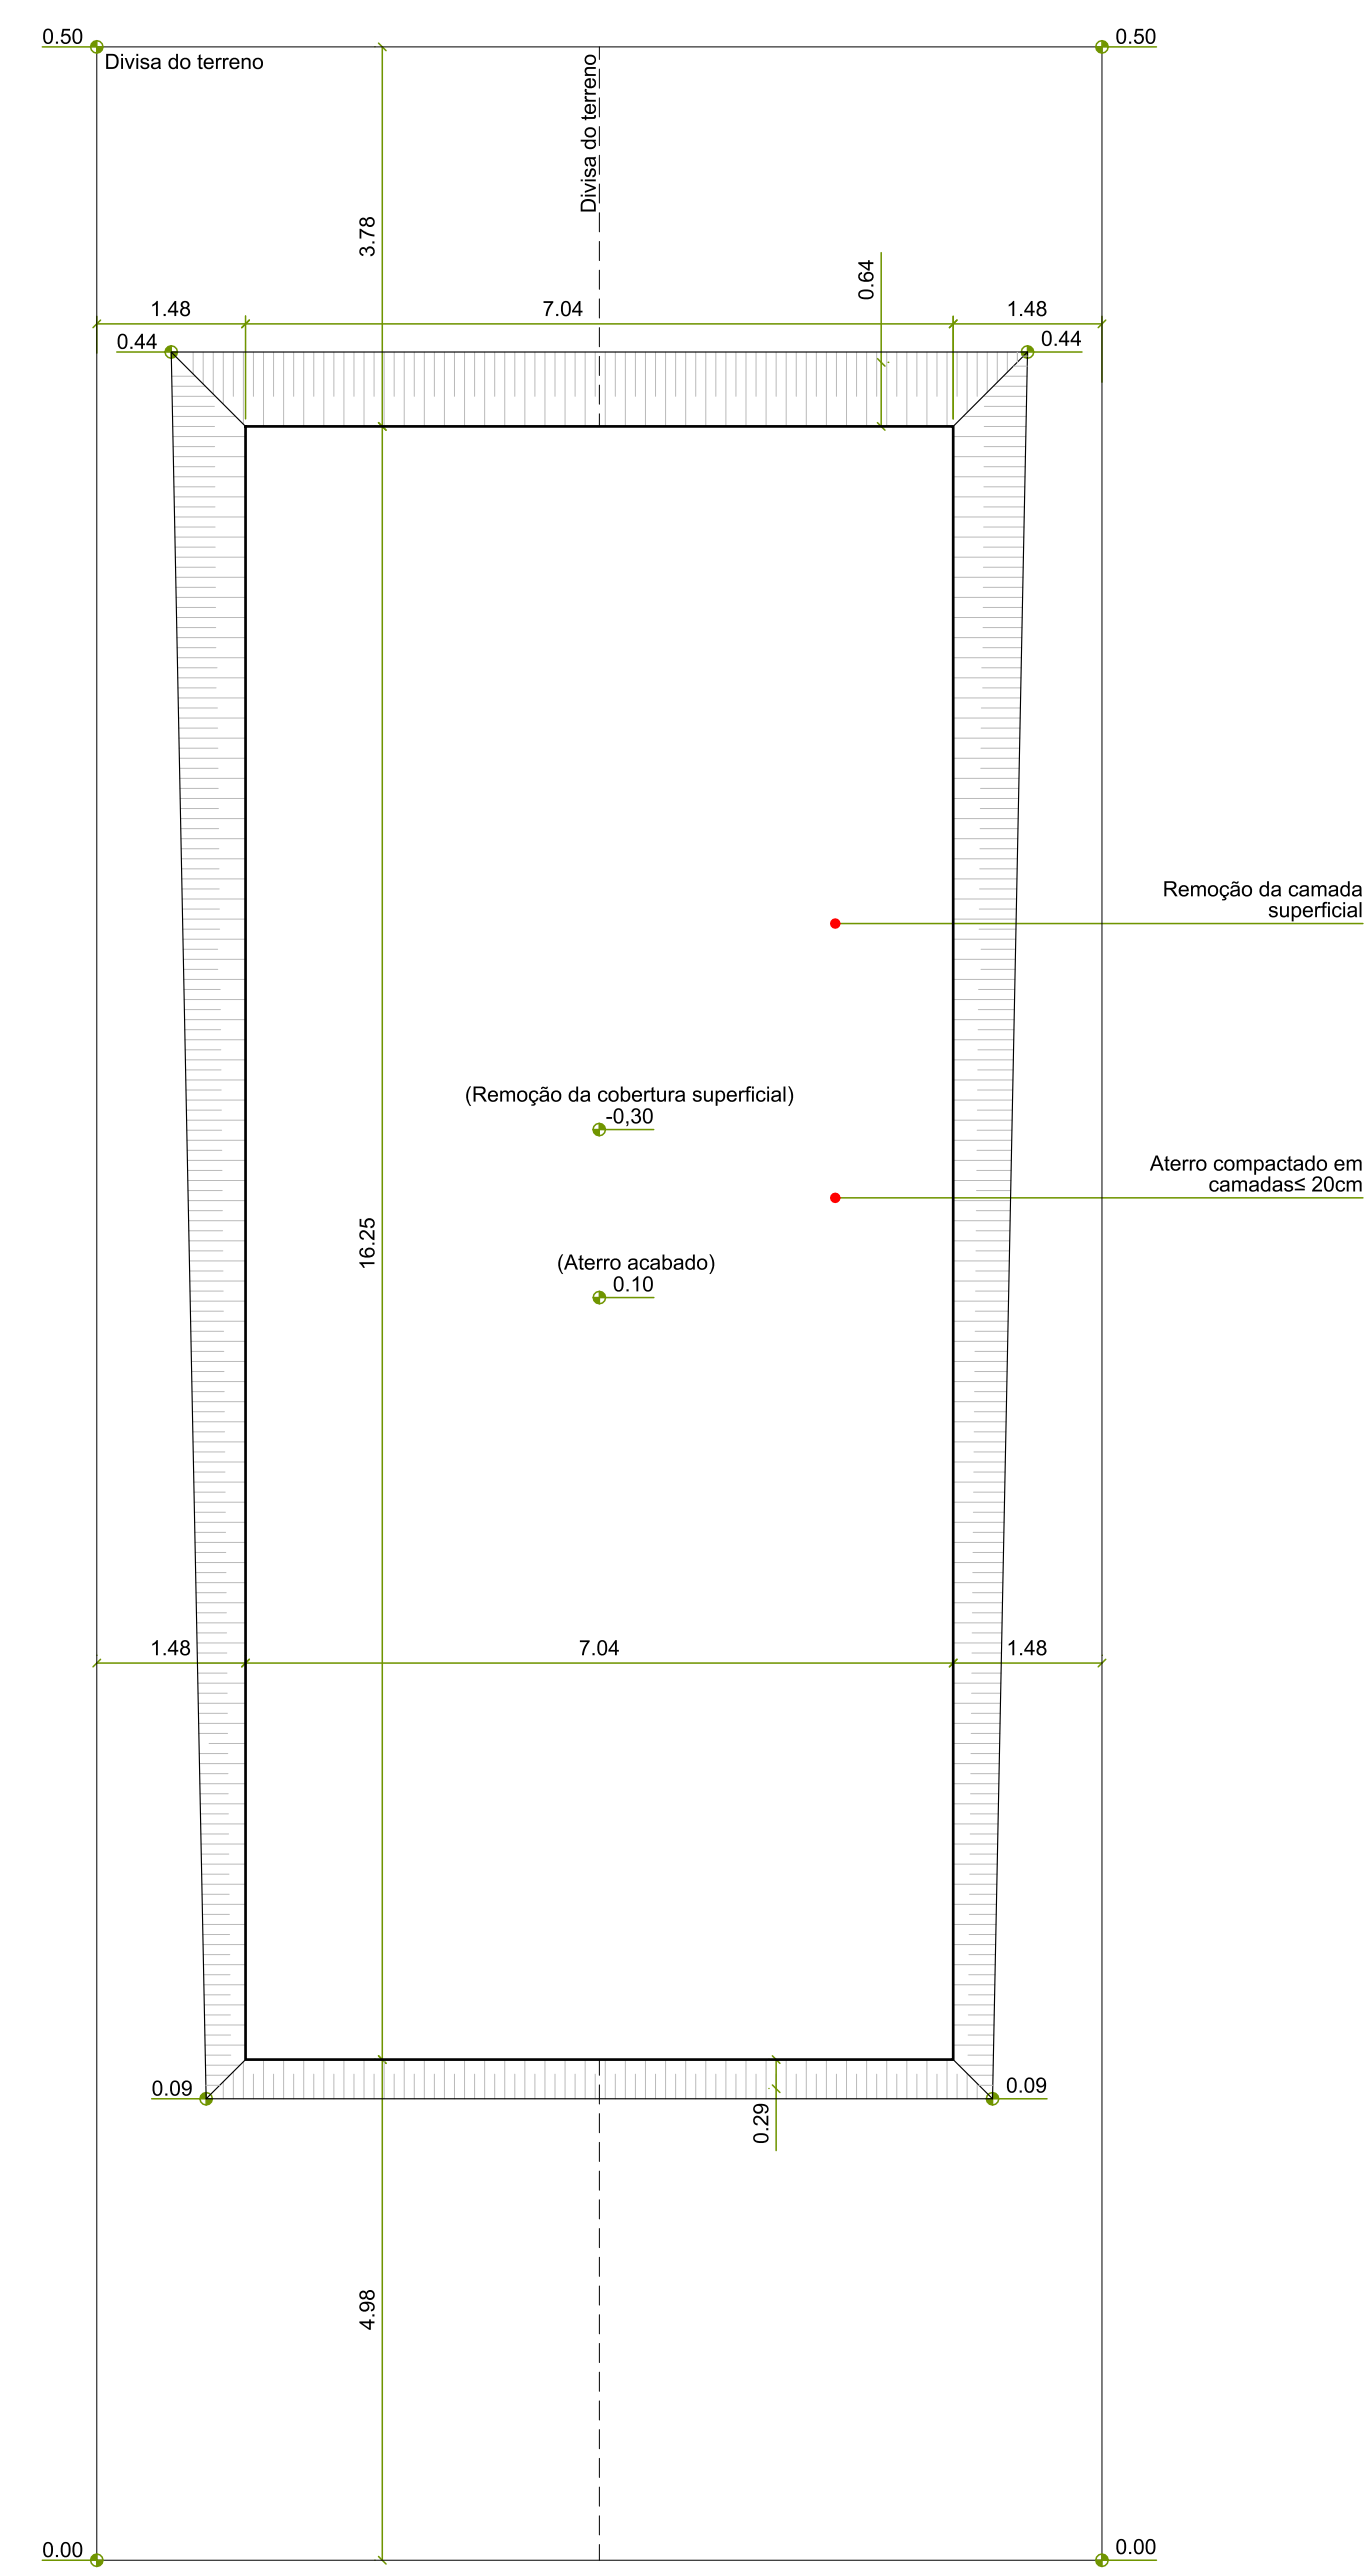 0.50
0.50
Divisa do terreno
Divisa do terreno
3.78
0.64
1.48
7.04
1.48
0.44
0.44
Remoção da camada
superficial
(Remoção da cobertura superficial)
-0,30
Aterro compactado em
camadas≤ 20cm
16.25
(Aterro acabado)
0.10
1.48
7.04
1.48
0.09
0.09
0.29
4.98
0.00
0.00